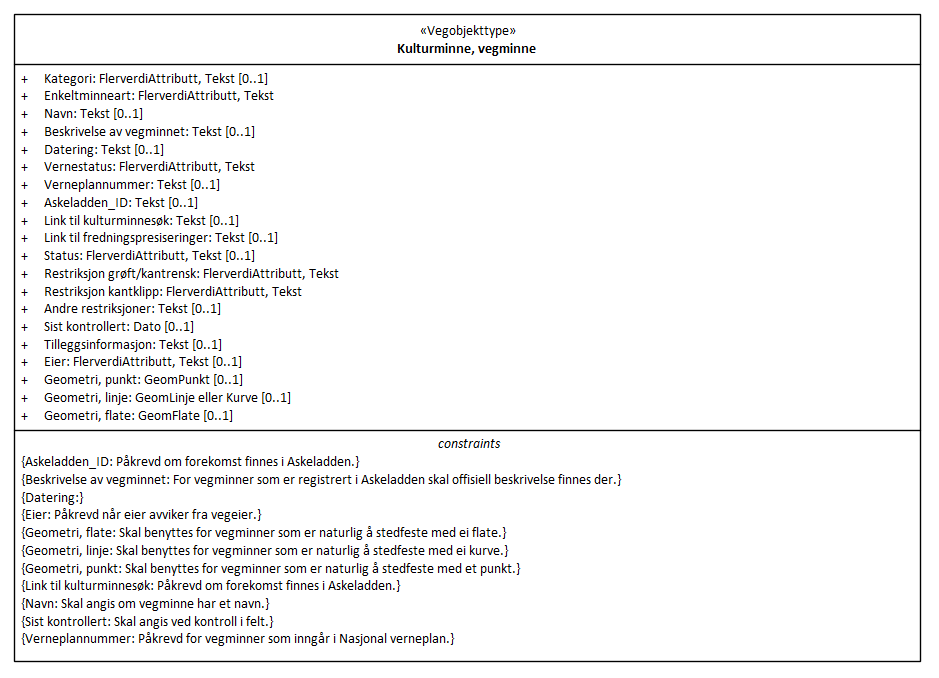 «Vegobjekttype»
Kulturminne, vegminne
+ Kategori: FlerverdiAttributt, Tekst [0..1]
+ Enkeltminneart: FlerverdiAttributt, Tekst
+ Navn: Tekst [0..1]
+ Beskrivelse av vegminnet: Tekst [0..1]
+ Datering: Tekst [0..1]
+ Vernestatus: FlerverdiAttributt, Tekst
+ Verneplannummer: Tekst [0..1]
+ Askeladden_ID: Tekst [0..1]
+ Link til kulturminnesøk: Tekst [0..1]
+ Link til fredningspresiseringer: Tekst [0..1]
+ Status: FlerverdiAttributt, Tekst [0..1]
+ Restriksjon grøft/kantrensk: FlerverdiAttributt, Tekst
+ Restriksjon kantklipp: FlerverdiAttributt, Tekst
+ Andre restriksjoner: Tekst [0..1]
+ Sist kontrollert: Dato [0..1]
+ Tilleggsinformasjon: Tekst [0..1]
+ Eier: FlerverdiAttributt, Tekst [0..1]
+ Geometri, punkt: GeomPunkt [0..1]
+ Geometri, linje: GeomLinje eller Kurve [0..1]
+ Geometri, flate: GeomFlate [0..1]
constraints
{Askeladden_ID: Påkrevd om forekomst finnes i Askeladden.}
{Beskrivelse av vegminnet: For vegminner som er registrert i Askeladden skal offisiell beskrivelse finnes der.}
{Datering:}
{Eier: Påkrevd når eier avviker fra vegeier.}
{Geometri, flate: Skal benyttes for vegminner som er naturlig å stedfeste med ei flate.}
{Geometri, linje: Skal benyttes for vegminner som er naturlig å stedfeste med ei kurve.}
{Geometri, punkt: Skal benyttes for vegminner som er naturlig å stedfeste med et punkt.}
{Link til kulturminnesøk: Påkrevd om forekomst finnes i Askeladden.}
{Navn: Skal angis om vegminne har et navn.}
{Sist kontrollert: Skal angis ved kontroll i felt.}
{Verneplannummer: Påkrevd for vegminner som inngår i Nasjonal verneplan.}